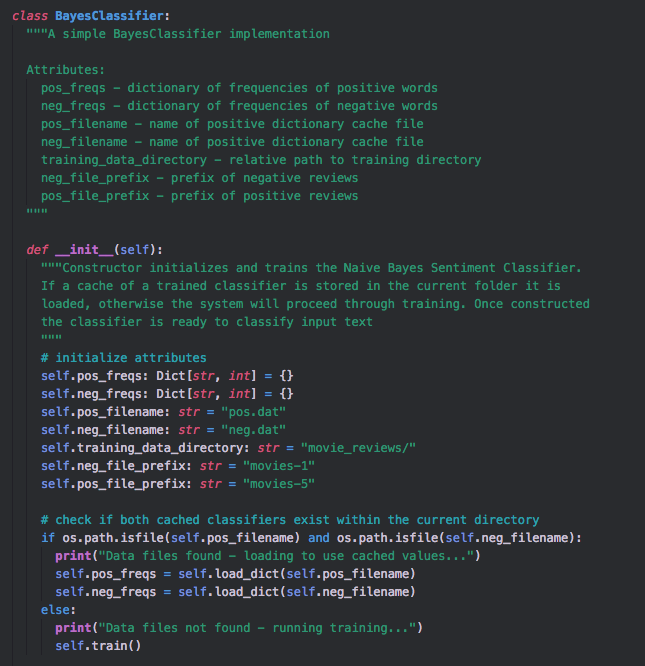 class BayesClassifier:
"""A simple BayesClassifier implementation
Attributes:
pos_freqs - dictionary of frequencies of positive words
neg_freqs - dictionary of frequencies of negative words
pos_filename - name of positive dictionary cache file
neg_filename - name of positive dictionary cache file
training_data_directory - relative path to training directory
neg_file_prefix - prefix of negative reviews
pos_file_prefix - prefix of positive reviews
"""
def __init__(self):
"""Constructor initializes and trains the Naive Bayes Sentiment Classifier.
If a cache of a trained classifier is stored in the current folder it is
loaded, otherwise the system will proceed through training. Once constructed
the classifier is ready to classify input text
"""
# initialize attributes
self.pos_freqs: Dict[str, int] = {}
self.neg_freqs: Dict[str, int] = {}
self.pos_filename: str = "pos.dat"
self.neg_filename: str = "neg.dat"
self.training_data_directory: str = "movie_reviews/"
self.neg_file_prefix: str = "movies-1"
self.pos_file_prefix: str = "movies-5"
# check if both cached classifiers exist within the current directory
if os.path.isfile(self.pos_filename) and os.path.isfile(self.neg_filename):
print("Data files found - loading to use cached values...")
self.pos_freqs = self.load_dict(self.pos_filename)
self.neg_freqs = self.load_dict(self.neg_filename)
else:
print("Data files not found - running training...")
self.train()